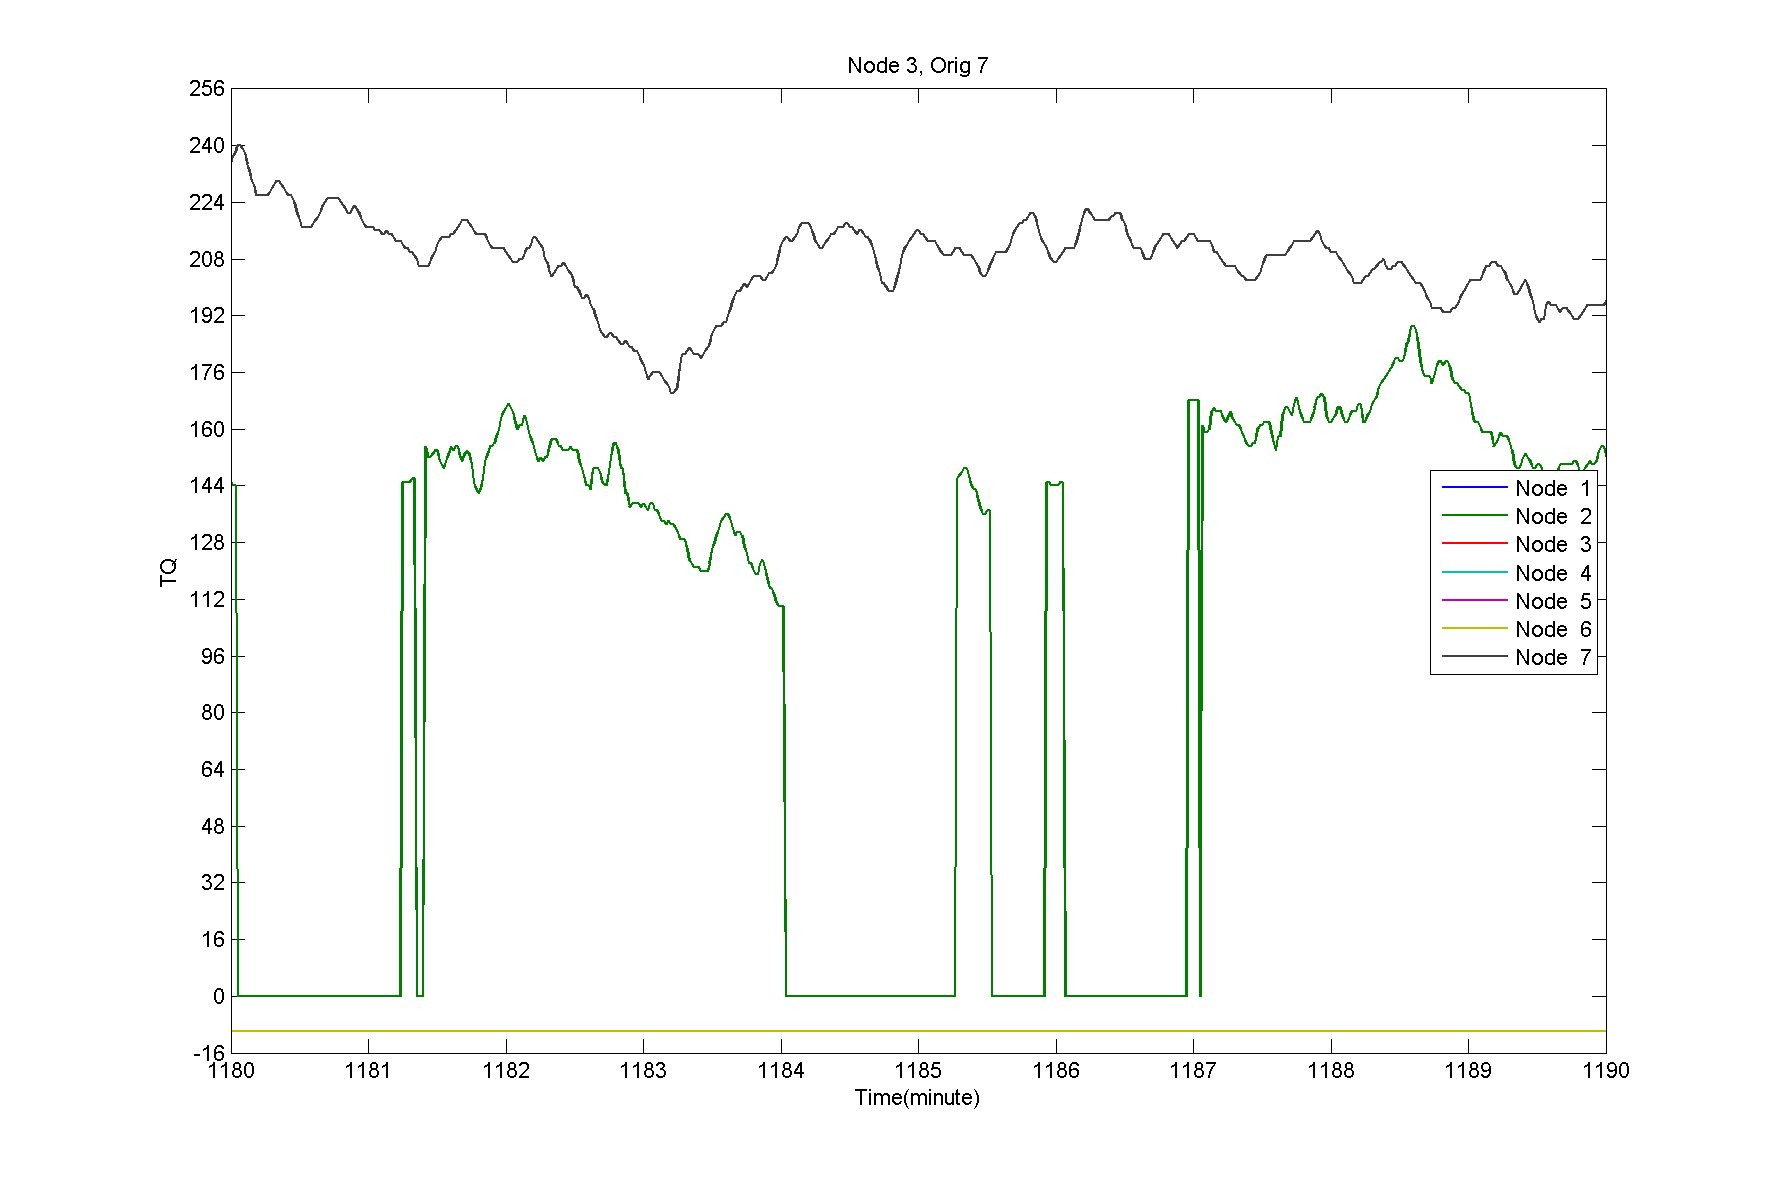 Node 3, Orig 7
256
240
224
208
192
176
160
144
128
112
96
80
64
48
32
16
0
-16
TQ
Node 1
Node 2
Node 3
Node 4
Node 5
Node 6
Node 7
1180 1181 1182 1183 1184 1185 1186 1187 1188 1189 1190
Time(minute)